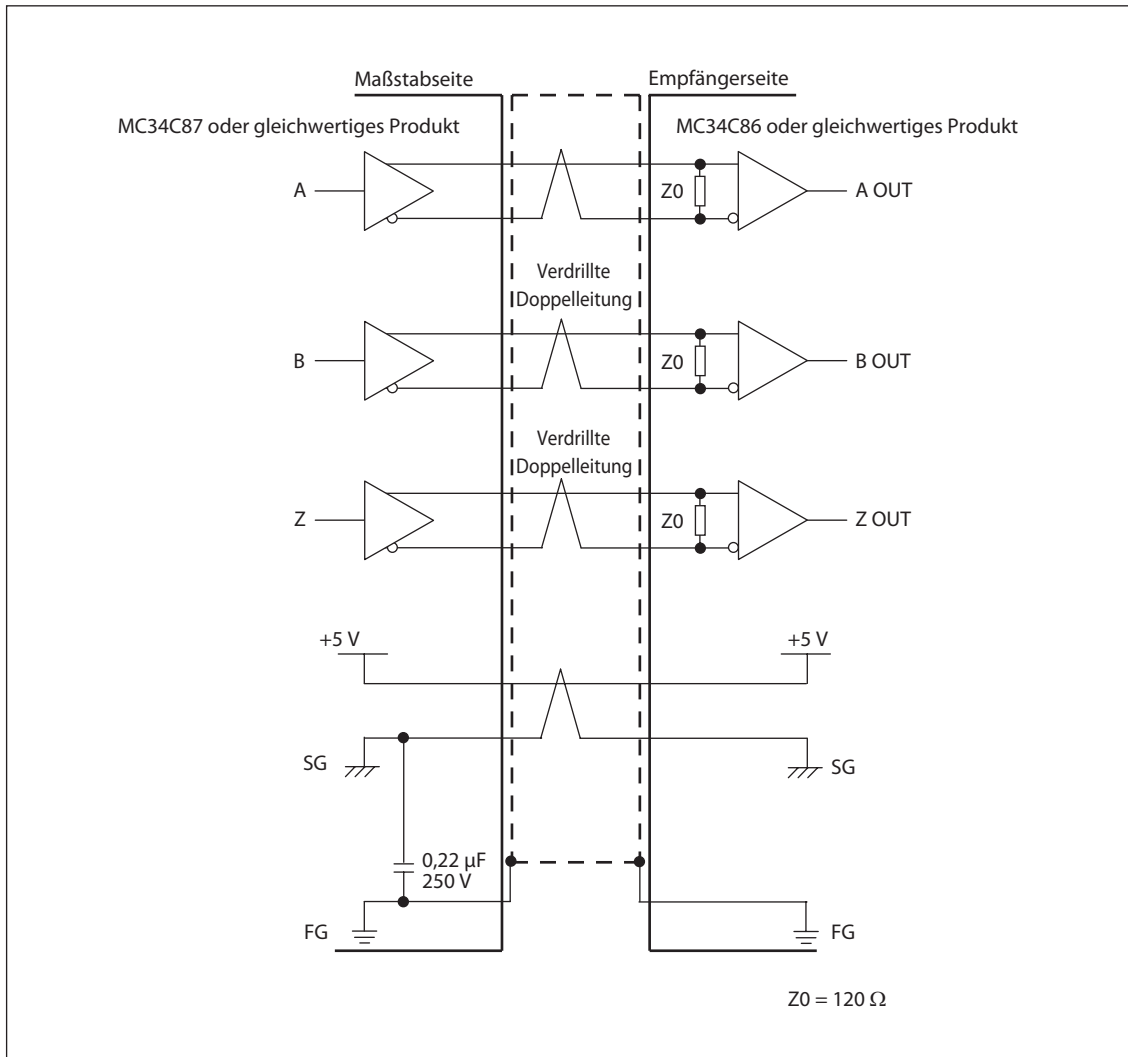 Maßstabseite
Empfängerseite
MC34C87 oder gleichwertiges Produkt
MC34C86 oder gleichwertiges Produkt
A
Z0
A OUT
Verdrillte
Doppelleitung
B
Z0
B OUT
Verdrillte
Doppelleitung
Z
Z0
Z OUT
+5 V
+5 V
SG
SG
0,22 µF
250 V
FG
FG
Z0 = 120 Ω